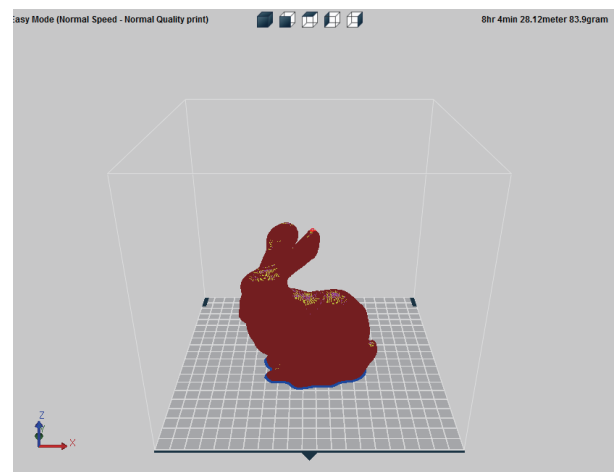 Easy Mode (Normal Speed - Normal Quality print)
8hr 4min 28.12meter 83.9gram
Z
Y
X